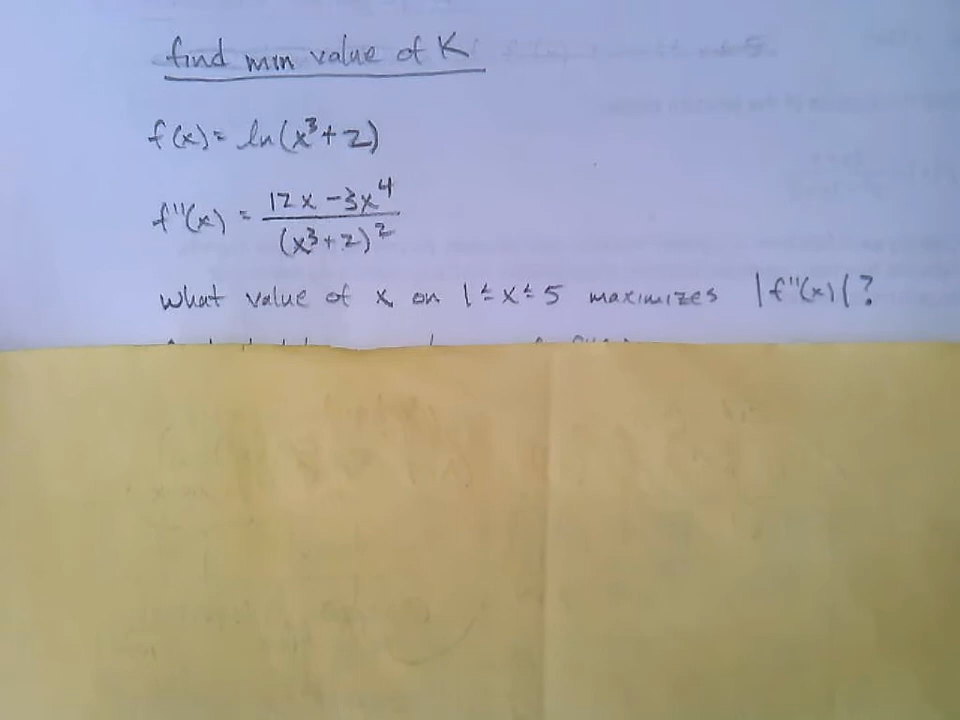 find min value of K
f(x) = ln(x³+2)
f''(x) = 12x - 3x⁴ / (x³+2)²
What value of x on 1 ≤ x ≤ 5 maximizes |f''(x)|?